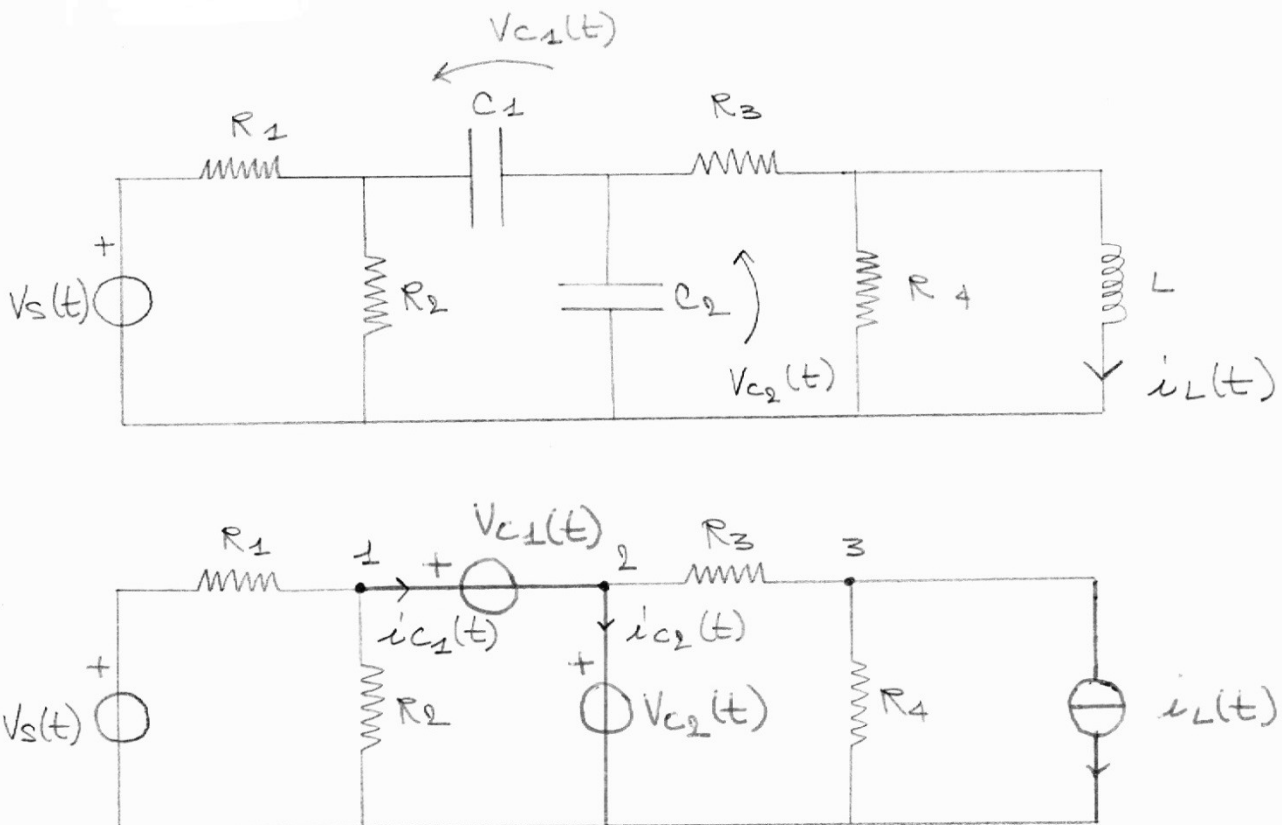 Vc1(t)
C1
R1
R3
+
Vs(t)
R2
C2
R4
L
Vc2(t)
iL(t)
Vc1(t)
R1
1
+
2
R3
3
ic1(t)
ic2(t)
+
+
Vs(t)
R2
Vc2(t)
R4
iL(t)